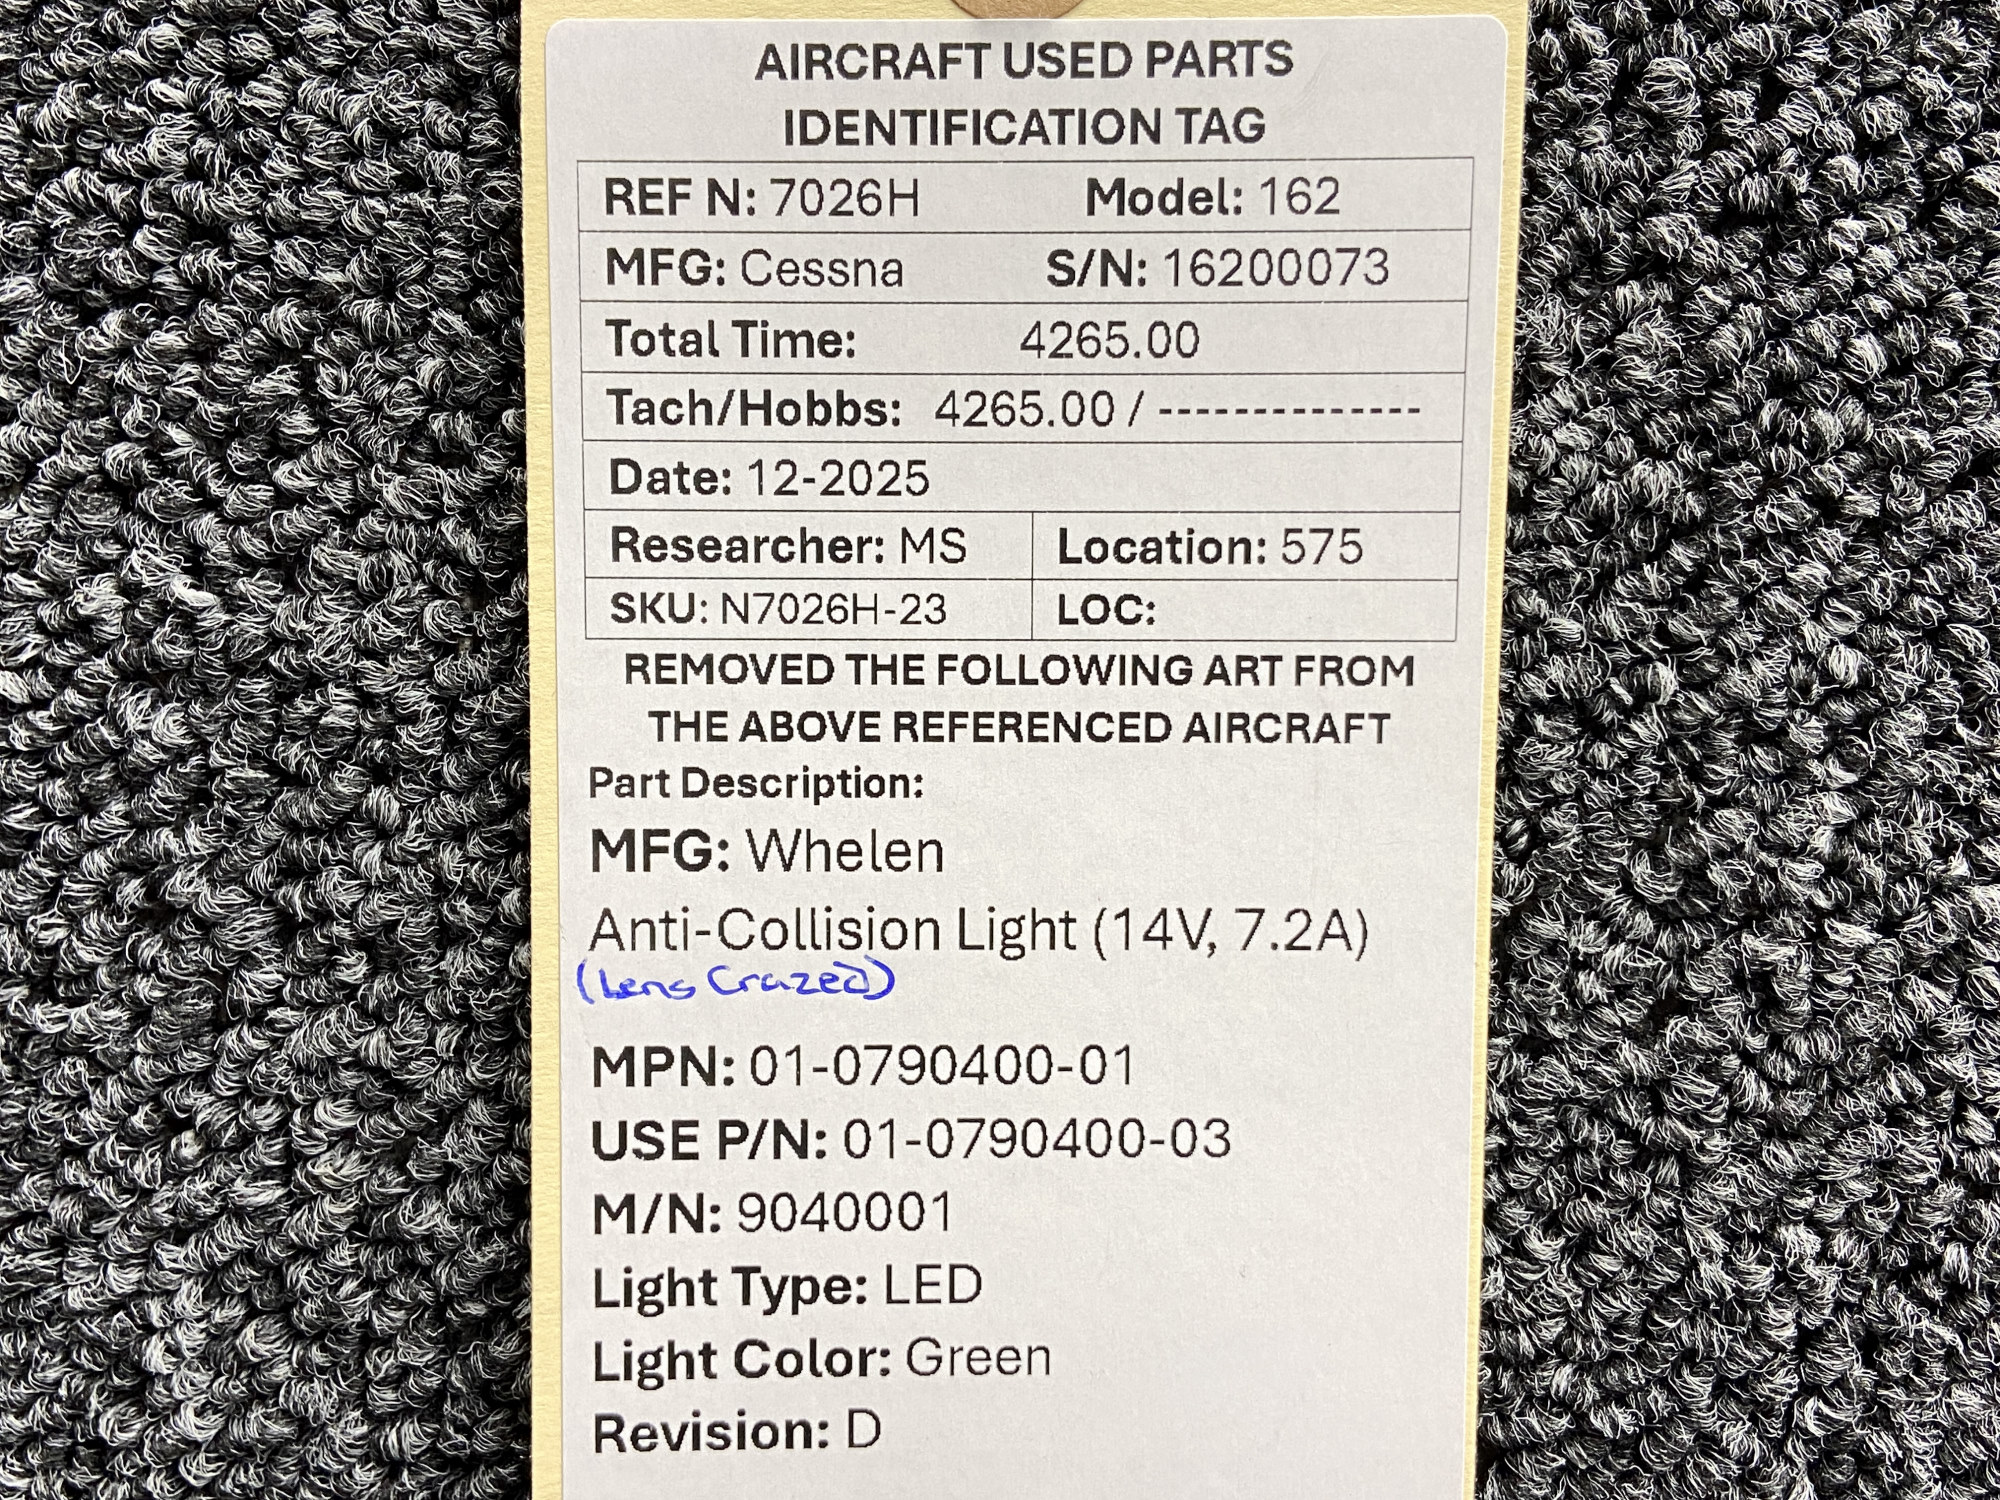 AIRCRAFT USED PARTS
IDENTIFICATION TAG
REF N: 7026H Model: 162
MFG: Cessna S/N: 16200073
Total Time: 4265.00
Tach/Hobbs: 4265.00 / --------------
Date: 12-2025
Researcher: MS Location: 575
SKU: N7026H-23 LOC:
REMOVED THE FOLLOWING ART FROM
THE ABOVE REFERENCED AIRCRAFT
Part Description:
MFG: Whelen
Anti-Collision Light (14V, 7.2A)
(Lens Crazed)
MPN: 01-0790400-01
USE P/N: 01-0790400-03
M/N: 9040001
Light Type: LED
Light Color: Green
Revision: D